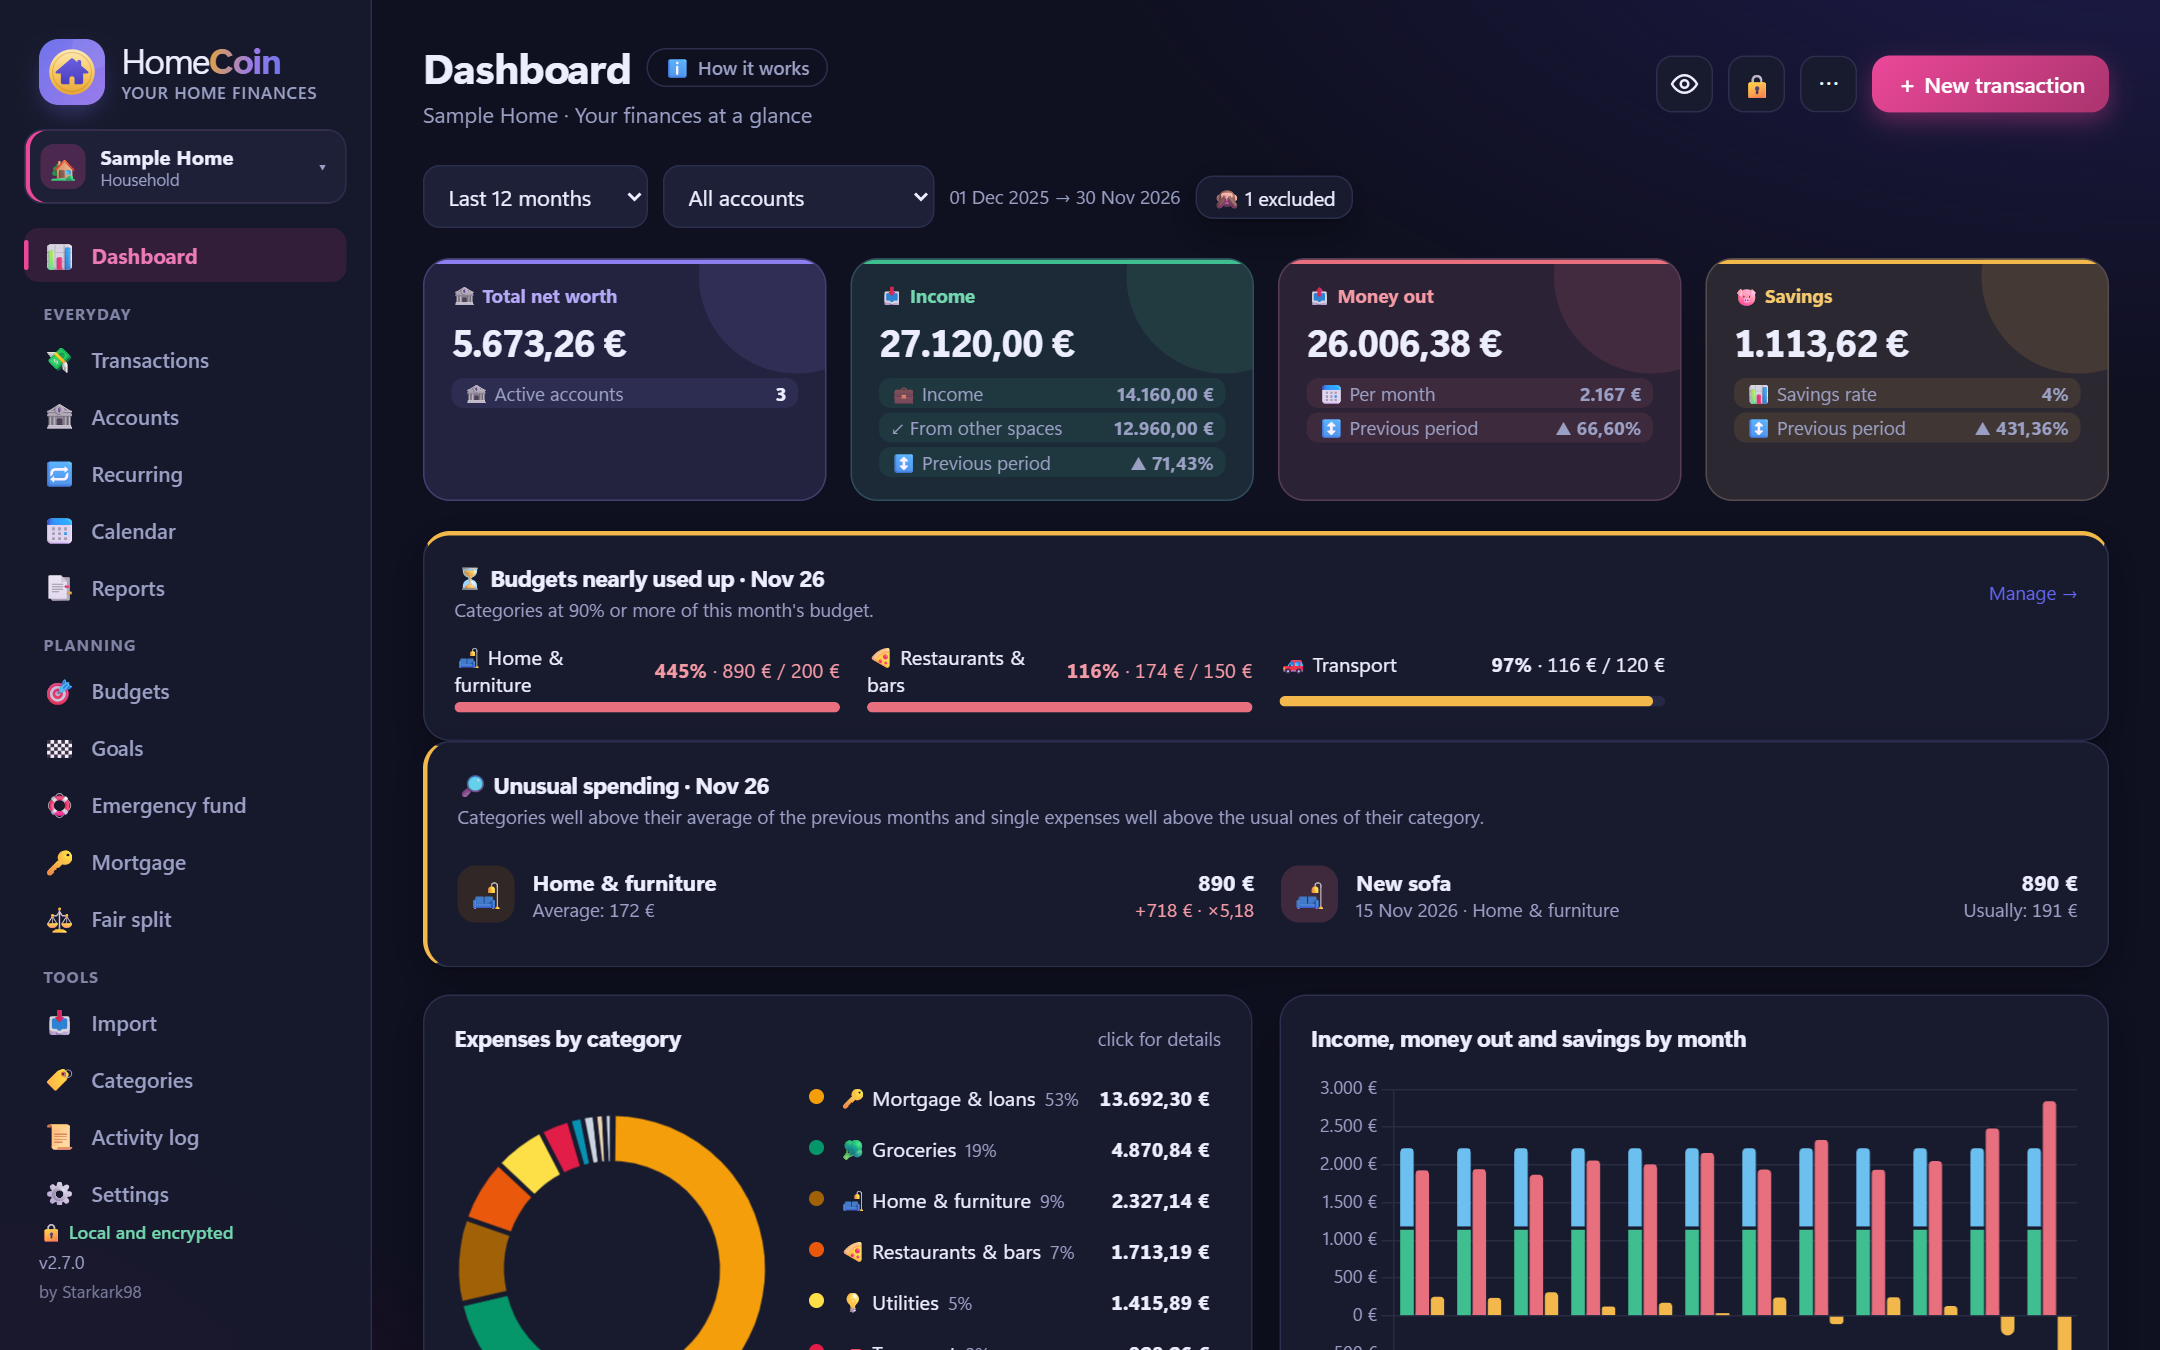 HomeCoin
YOUR HOME FINANCES
Sample Home
Household
Dashboard
EVERYDAY
Transactions
Accounts
Recurring
Calendar
Reports
PLANNING
Budgets
Goals
Emergency fund
Mortgage
Fair split
TOOLS
Import
Categories
Activity log
Settings
Local and encrypted
v2.7.0
by Starkark98
Dashboard
How it works
Sample Home · Your finances at a glance
+ New transaction
Last 12 months
All accounts
01 Dec 2025 → 30 Nov 2026
1 excluded
Total net worth
5.673,26 €
Active accounts 3
Income
27.120,00 €
Income 14.160,00 €
↙ From other spaces 12.960,00 €
Previous period ▲ 71,43%
Money out
26.006,38 €
Per month 2.167 €
Previous period ▲ 66,60%
Savings
1.113,62 €
Savings rate 4%
Previous period ▲ 431,36%
Budgets nearly used up · Nov 26
Categories at 90% or more of this month's budget.
Manage →
Home &
furniture
445% · 890 € / 200 €
Restaurants &
bars
116% · 174 € / 150 €
Transport 97% · 116 € / 120 €
Unusual spending · Nov 26
Categories well above their average of the previous months and single expenses well above the usual ones of their category.
Home & furniture 890 €
Average: 172 € +718 € · ×5,18
New sofa 890 €
15 Nov 2026 · Home & furniture Usually: 191 €
Expenses by category click for details
Mortgage & loans 53% 13.692,30 €
Groceries 19% 4.870,84 €
Home & furniture 9% 2.327,14 €
Restaurants & bars 7% 1.713,19 €
Utilities 5% 1.415,89 €
Income, money out and savings by month
3.000 €
2.500 €
2.000 €
1.500 €
1.000 €
500 €
0 €